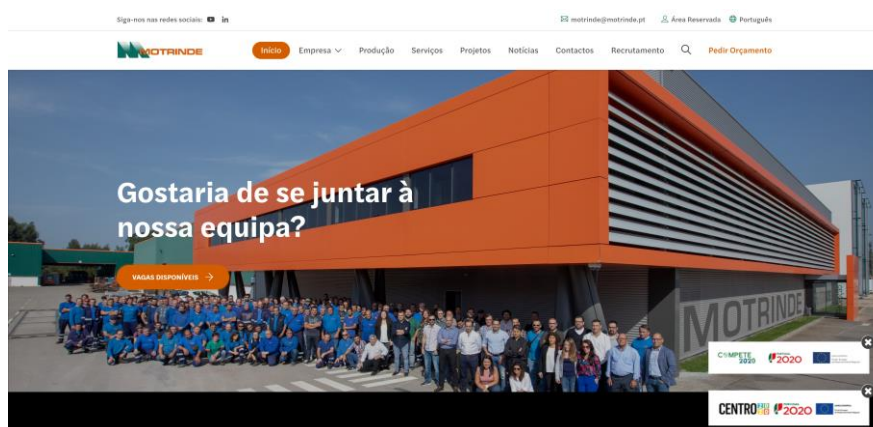 Siga-nos nas redes sociais:
in
motrinde@motrinde.pt
Área Reservada
Português
MOTRINDE
Início
Empresa
Produção
Serviços
Projetos
Notícias
Contactos
Recrutamento
Pedir Orçamento
Gostaria de se juntar à
nossa equipa?
VAGAS DISPONÍVEIS →
MOTRINDE
COMPETE
2020
2020
CENTRO
2020